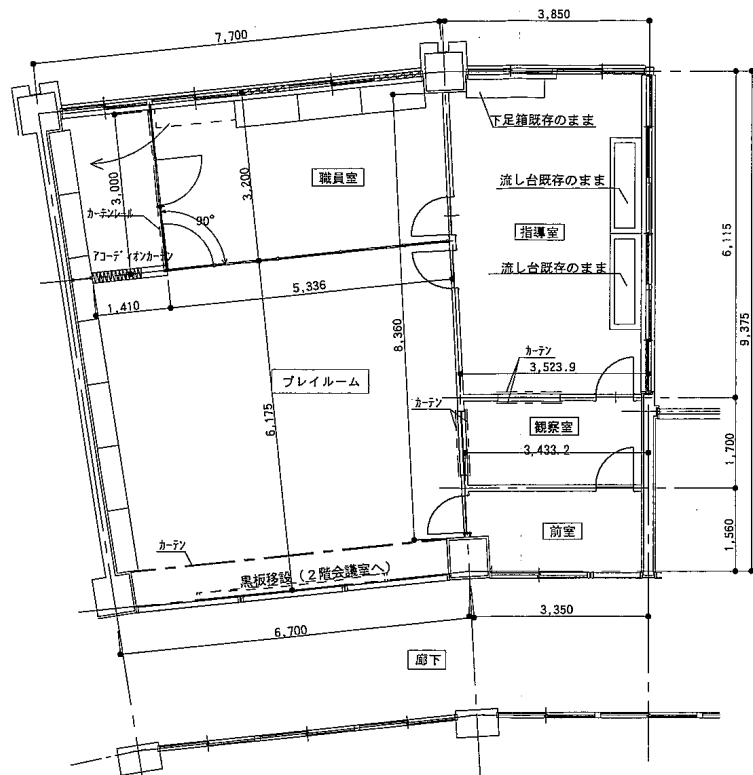 3,850
7,700
下足箱既存のまま
職員室
3,000
3,200
流し台既存のまま
カーテンレール
90°
指導室
6,115
アコーディオンカーテン
流し台既存のまま
1,410
5,336
8,360
9,375
カーテン
3,523.9
プレイルーム
カーテン
6,175
観察室
3,433.2
1,700
前室
1,560
カーテン
黒板移設(2階会議室へ)
6,700
3,350
廊下